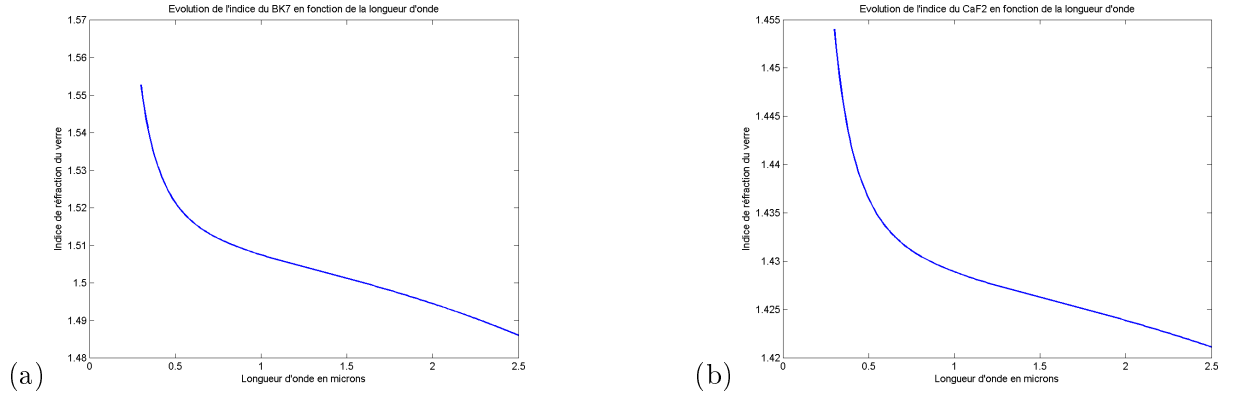 Evolution de l'indice du BK7 en fonction de la longueur d'onde
1.57
1.56
1.55
1.54
1.53
1.52
1.51
1.5
1.49
1.48
Indice de réfraction du verre
0 0.5 1 1.5 2 2.5
Longueur d'onde en microns
(a)
Evolution de l'indice du CaF2 en fonction de la longueur d'onde
1.455
1.45
1.445
1.44
1.435
1.43
1.425
1.42
Indice de réfraction du verre
0 0.5 1 1.5 2 2.5
Longueur d'onde en microns
(b)